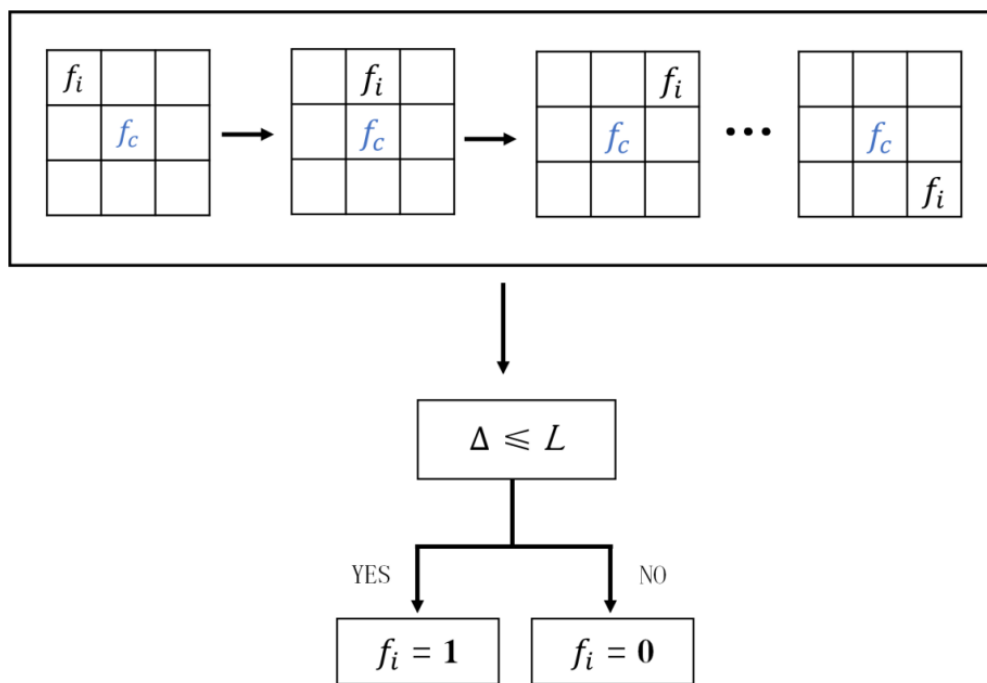 f_i f_i f_i
f_c f_c f_c ••• f_c
f_i
Δ ⩽ L
YES NO
f_i = 1 f_i = 0